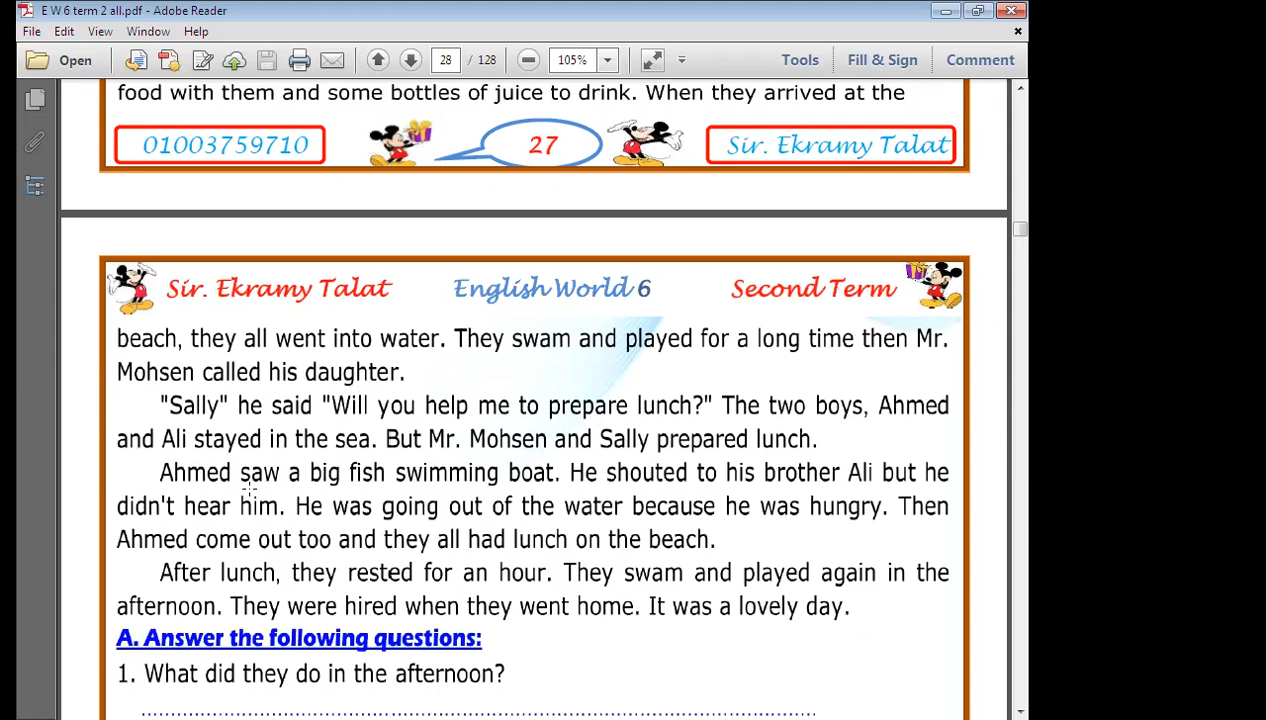 E W 6 term 2 all.pdf - Adobe Reader
File Edit View Window Help
Open 28 / 128 105% Tools Fill & Sign Comment
food with them and some bottles of juice to drink. When they arrived at the
01003759710 27 Sir. Ekramy Talat
Sir. Ekramy Talat English World 6 Second Term
beach, they all went into water. They swam and played for a long time then Mr.
Mohsen called his daughter.
"Sally" he said "Will you help me to prepare lunch?" The two boys, Ahmed
and Ali stayed in the sea. But Mr. Mohsen and Sally prepared lunch.
Ahmed saw a big fish swimming boat. He shouted to his brother Ali but he
didn't hear him. He was going out of the water because he was hungry. Then
Ahmed come out too and they all had lunch on the beach.
After lunch, they rested for an hour. They swam and played again in the
afternoon. They were hired when they went home. It was a lovely day.
A. Answer the following questions:
1. What did they do in the afternoon?